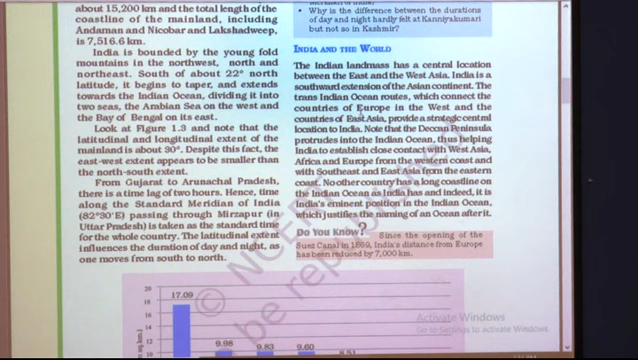 about 15,200 km and the total length of the
coastline of the mainland, including
Andaman and Nicobar and Lakshadweep,
is 7,516.6 km.
India is bounded by the young fold
mountains in the northwest, north and
northeast. South of about 22° north
latitude, it begins to taper, and extends
towards the Indian Ocean, dividing it into
two seas, the Arabian Sea on the west and
the Bay of Bengal on its east.
Look at Figure 1.3 and note that the
latitudinal and longitudinal extent of the
mainland is about 30°. Despite this fact, the
east-west extent appears to be smaller than
the north-south extent.
From Gujarat to Arunachal Pradesh,
there is a time lag of two hours. Hence, time
along the Standard Meridian of India
(82°30'E) passing through Mirzapur (in
Uttar Pradesh) is taken as the standard time
for the whole country. The latitudinal extent
influences the duration of day and night, as
one moves from south to north.
• Why is the difference between the durations
of day and night hardly felt at Kanniyakumari
but not so in Kashmir?
INDIA AND THE WORLD
The Indian landmass has a central location
between the East and the West Asia. India is a
southward extension of the Asian continent. The
trans Indian Ocean routes, which connect the
countries of Europe in the West and the
countries of East Asia, provide a strategic central
location to India. Note that the Deccan Peninsula
protrudes into the Indian Ocean, thus helping
India to establish close contact with West Asia,
Africa and Europe from the western coast and
with Southeast and East Asia from the eastern
coast. No other country has a long coastline on
the Indian Ocean as India has and indeed, it is
India's eminent position in the Indian Ocean,
which justifies the naming of an Ocean after it.
Do You Know? Since the opening of the
Suez Canal in 1869, India's distance from Europe
has been reduced by 7,000 km.
20
18
16
14
12
10
17.09
9.98
9.83
9.60
8.51
© NCERT
be republished
Activate Windows
Go to Settings to activate Windows.